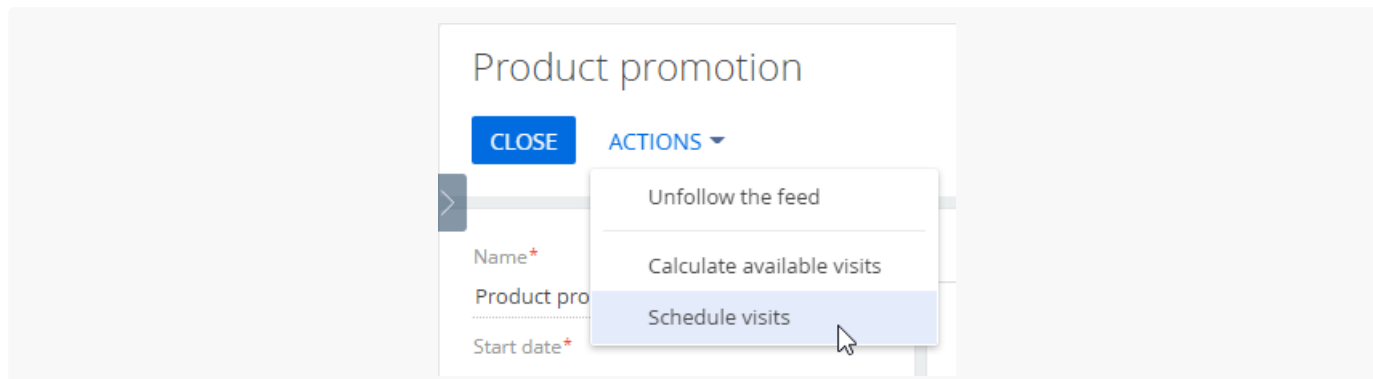 Product promotion
CLOSE ACTIONS
Unfollow the feed
Name*
Calculate available visits
Product pro
Schedule visits
Start date*